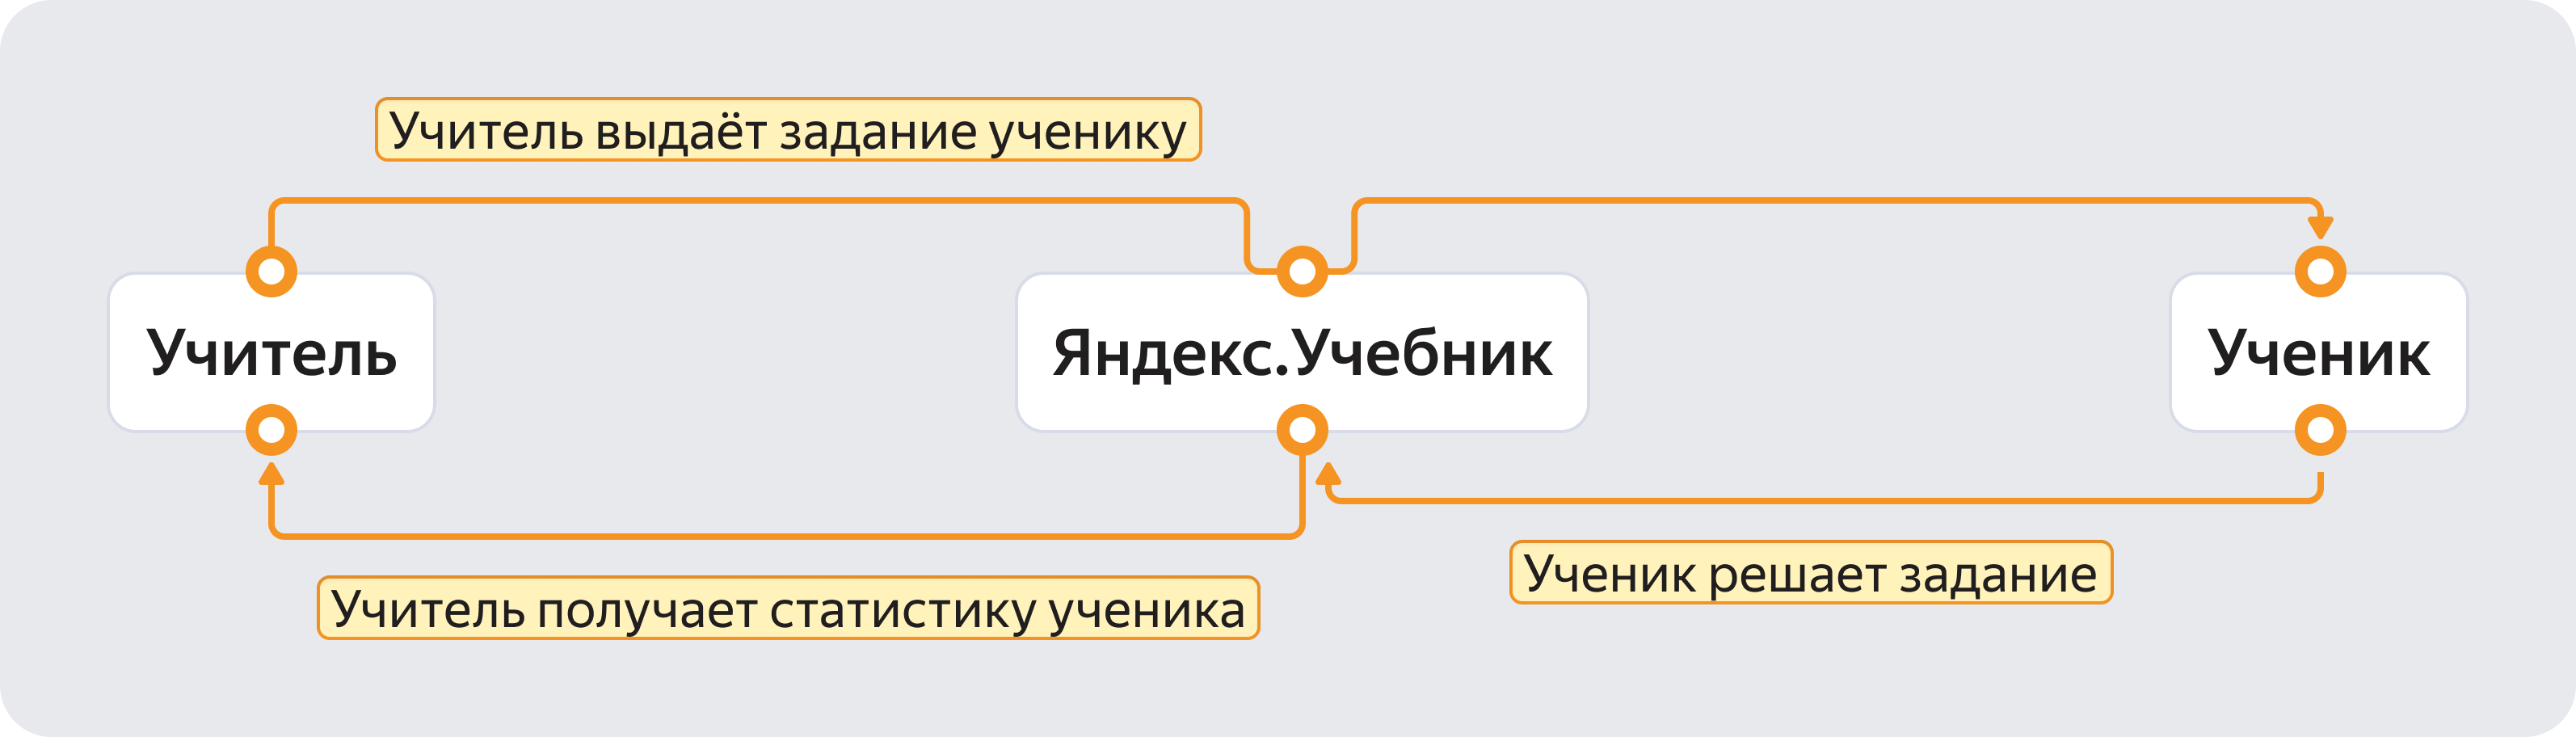 Учитель выдаёт задание ученику
Учитель
Яндекс.Учебник
Ученик
Ученик решает задание
Учитель получает статистику ученика